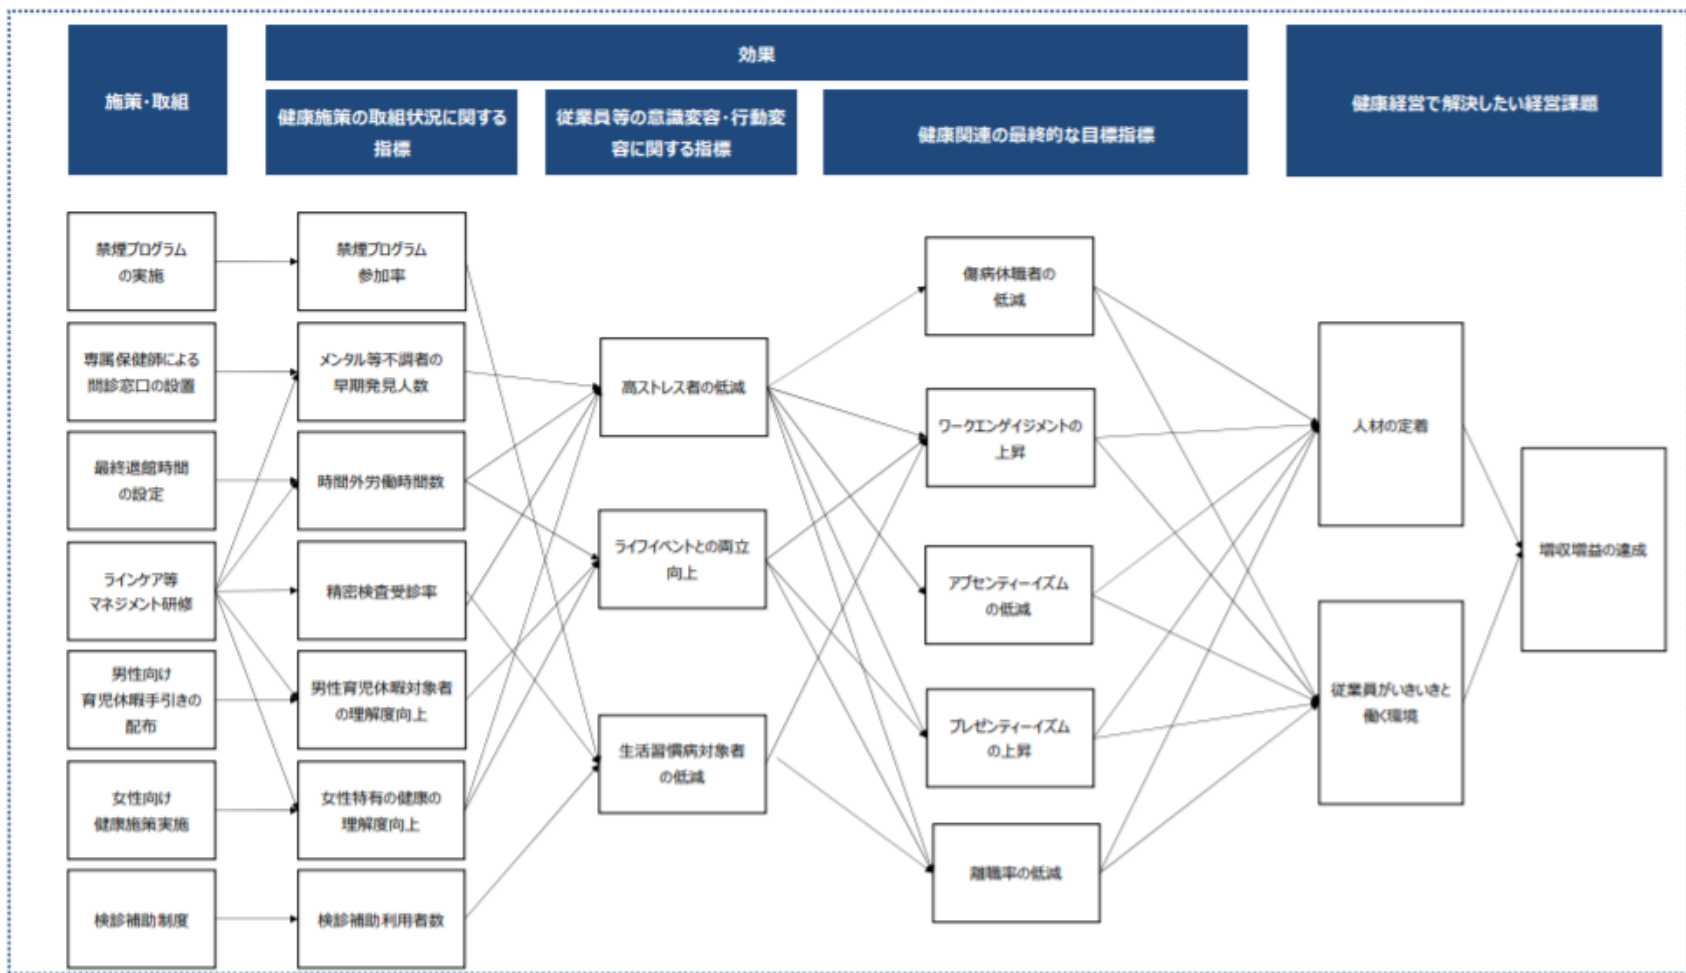 施策・取組
効果
健康経営で解決したい経営課題
健康施策の取組状況に関する
指標
従業員等の意識変容・行動変
容に関する指標
健康関連の最終的な目標指標
禁煙プログラム
の実施
専属保健師による
問診窓口の設置
最終退館時間
の設定
ラインケア等
マネジメント研修
男性向け
育児休暇手引きの
配布
女性向け
健康施策実施
検診補助制度
禁煙プログラム
参加率
メンタル等不調者の
早期発見人数
時間外労働時間数
精密検査受診率
男性育児休暇対象者
の理解度向上
女性特有の健康の
理解度向上
検診補助利用者数
高ストレス者の低減
ライフイベントとの両立
向上
生活習慣病対象者
の低減
傷病休職者の
低減
ワークエンゲイジメントの
上昇
アブセンティーイズム
の低減
プレゼンティーイズム
の上昇
離職率の低減
人材の定着
従業員がいきいきと
働く環境
増収増益の達成